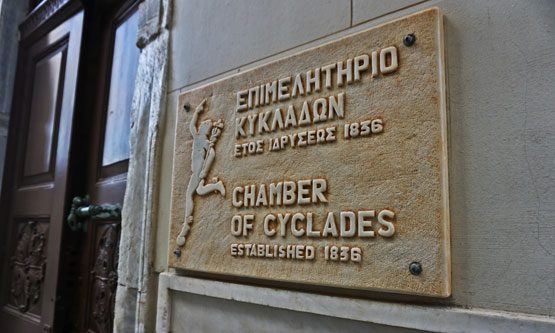 ΕΠΙΜΕΛΗΤΗΡΙΟ
ΚΥΚΛΑΔΩΝ
ΕΤΟΣ ΙΔΡΥΣΕΩΣ 1836
CHAMBER
OF CYCLADES
ESTABLISHED 1836